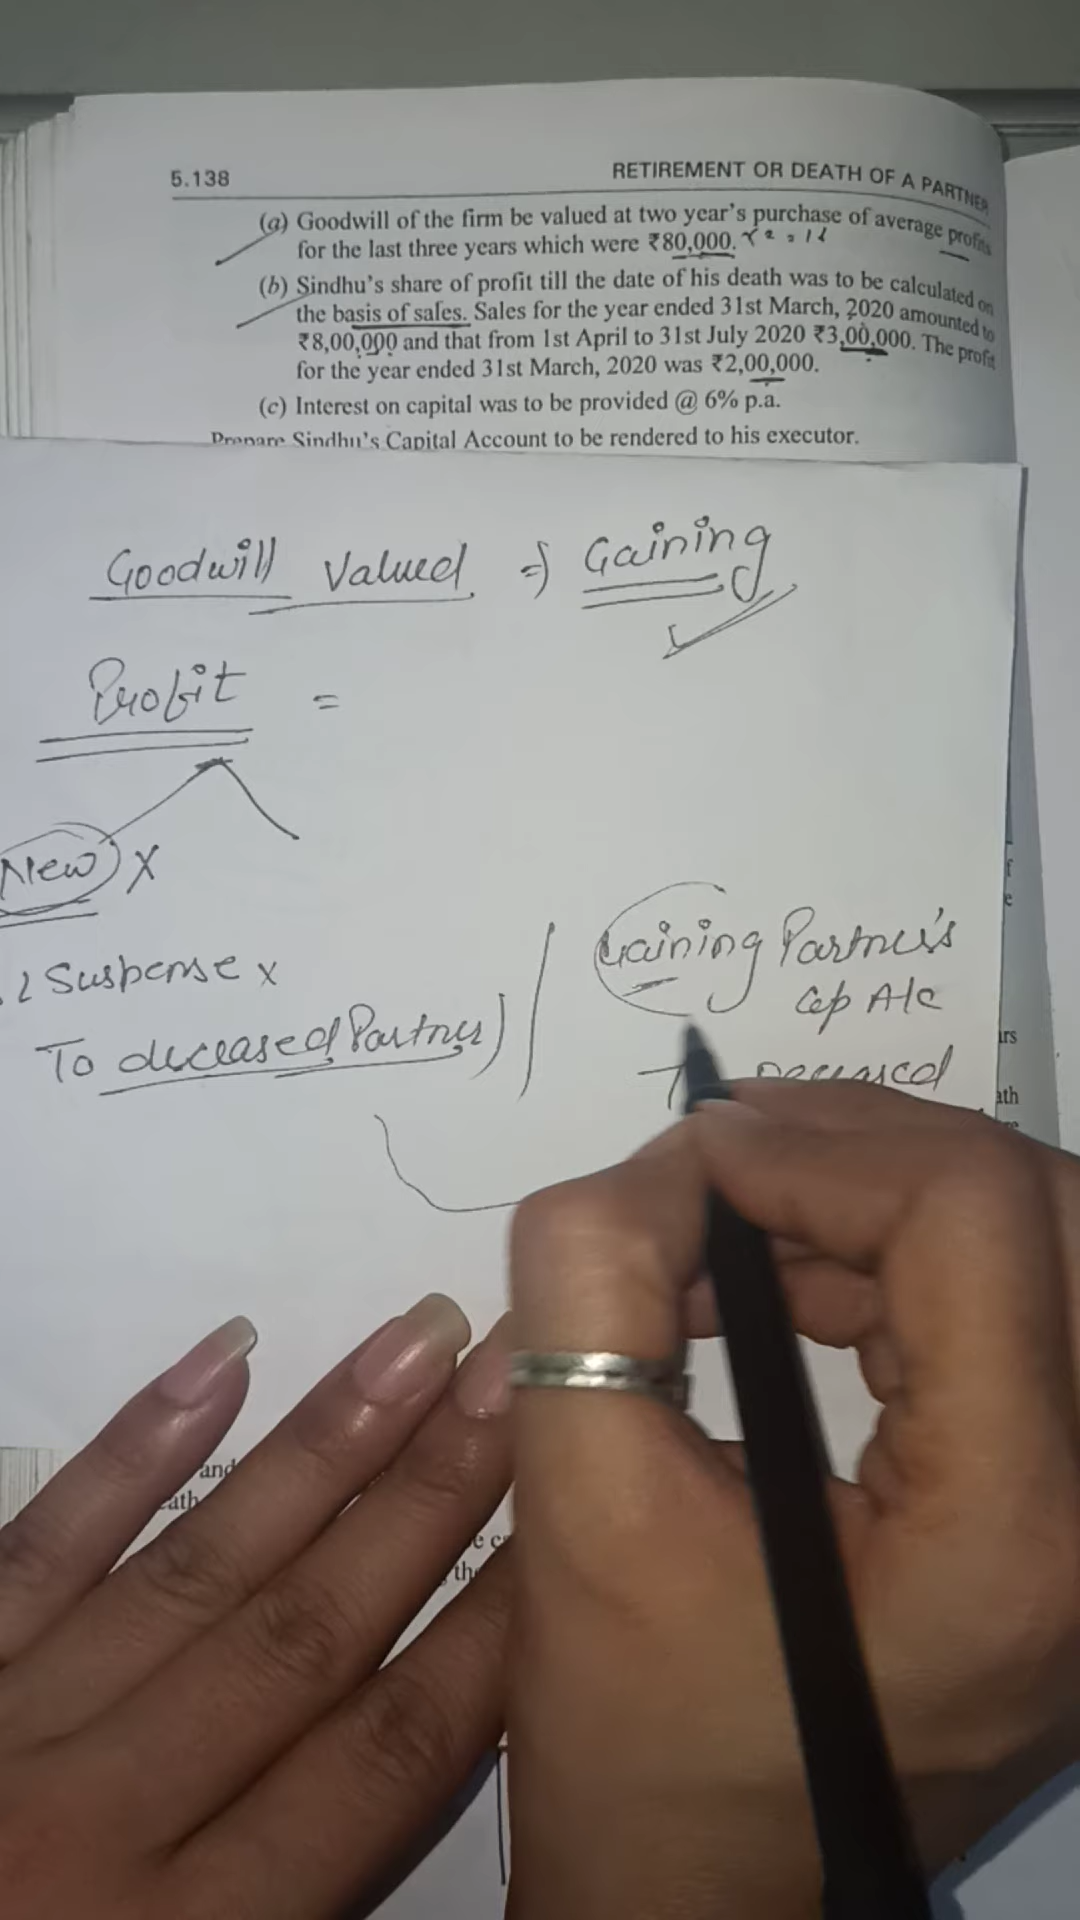 5.138 RETIREMENT OR DEATH OF A PARTNER
(a) Goodwill of the firm be valued at two year's purchase of average profits
for the last three years which were ₹80,000.
(b) Sindhu's share of profit till the date of his death was to be calculated on
the basis of sales. Sales for the year ended 31st March, 2020 amounted to
₹8,00,000 and that from 1st April to 31st July 2020 ₹3,00,000. The profit
for the year ended 31st March, 2020 was ₹2,00,000.
(c) Interest on capital was to be provided @ 6% p.a.
Prepare Sindhu's Capital Account to be rendered to his executor.
Goodwill Valued ⇒ Gaining
Profit =
New X
Suspense x
To deceased Partner
Gaining Partner's
Cap A/c
Deceased
and
ath